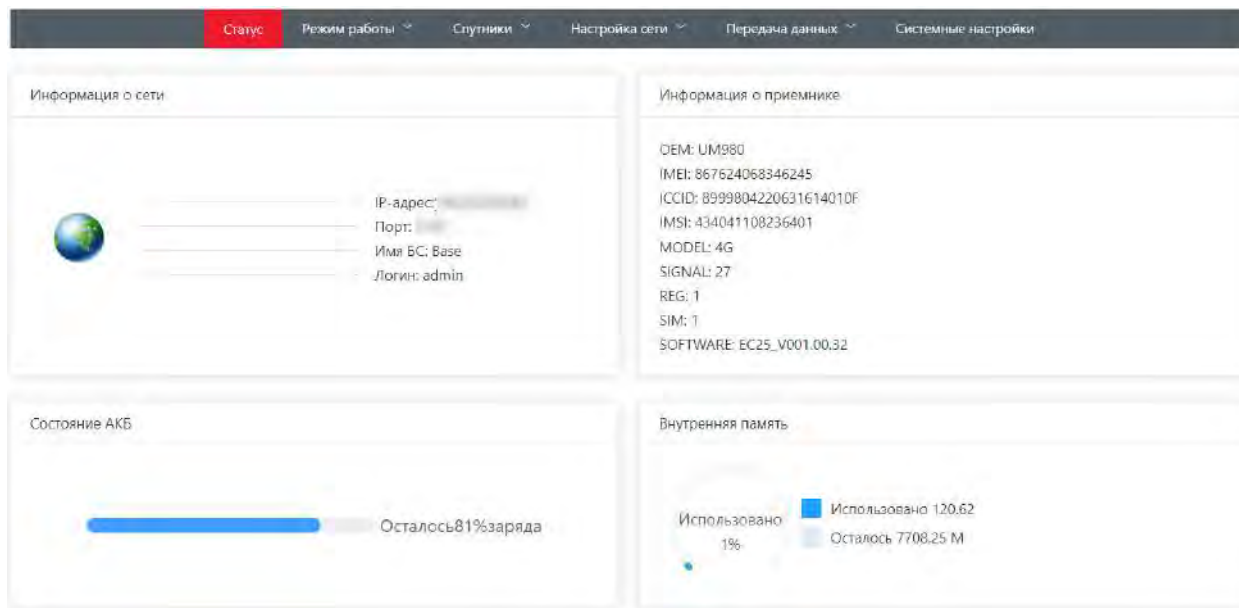 Статус Режим работы Спутники Настройка сети Передача данных Системные настройки
Информация о сети
IP-адрес:
Порт:
Имя БС: Base
Логин: admin
Информация о приемнике
OEM: UM980
IMEI: 867624068346245
ICCID: 8999804220631614010F
IMSI: 434041108236401
MODEL: 4G
SIGNAL: 27
REG: 1
SIM: 1
SOFTWARE: EC25_V001.00.32
Состояние АКБ
Осталось81%заряда
Внутренняя память
Использовано
1%
Использовано 120.62
Осталось 7708.25 M